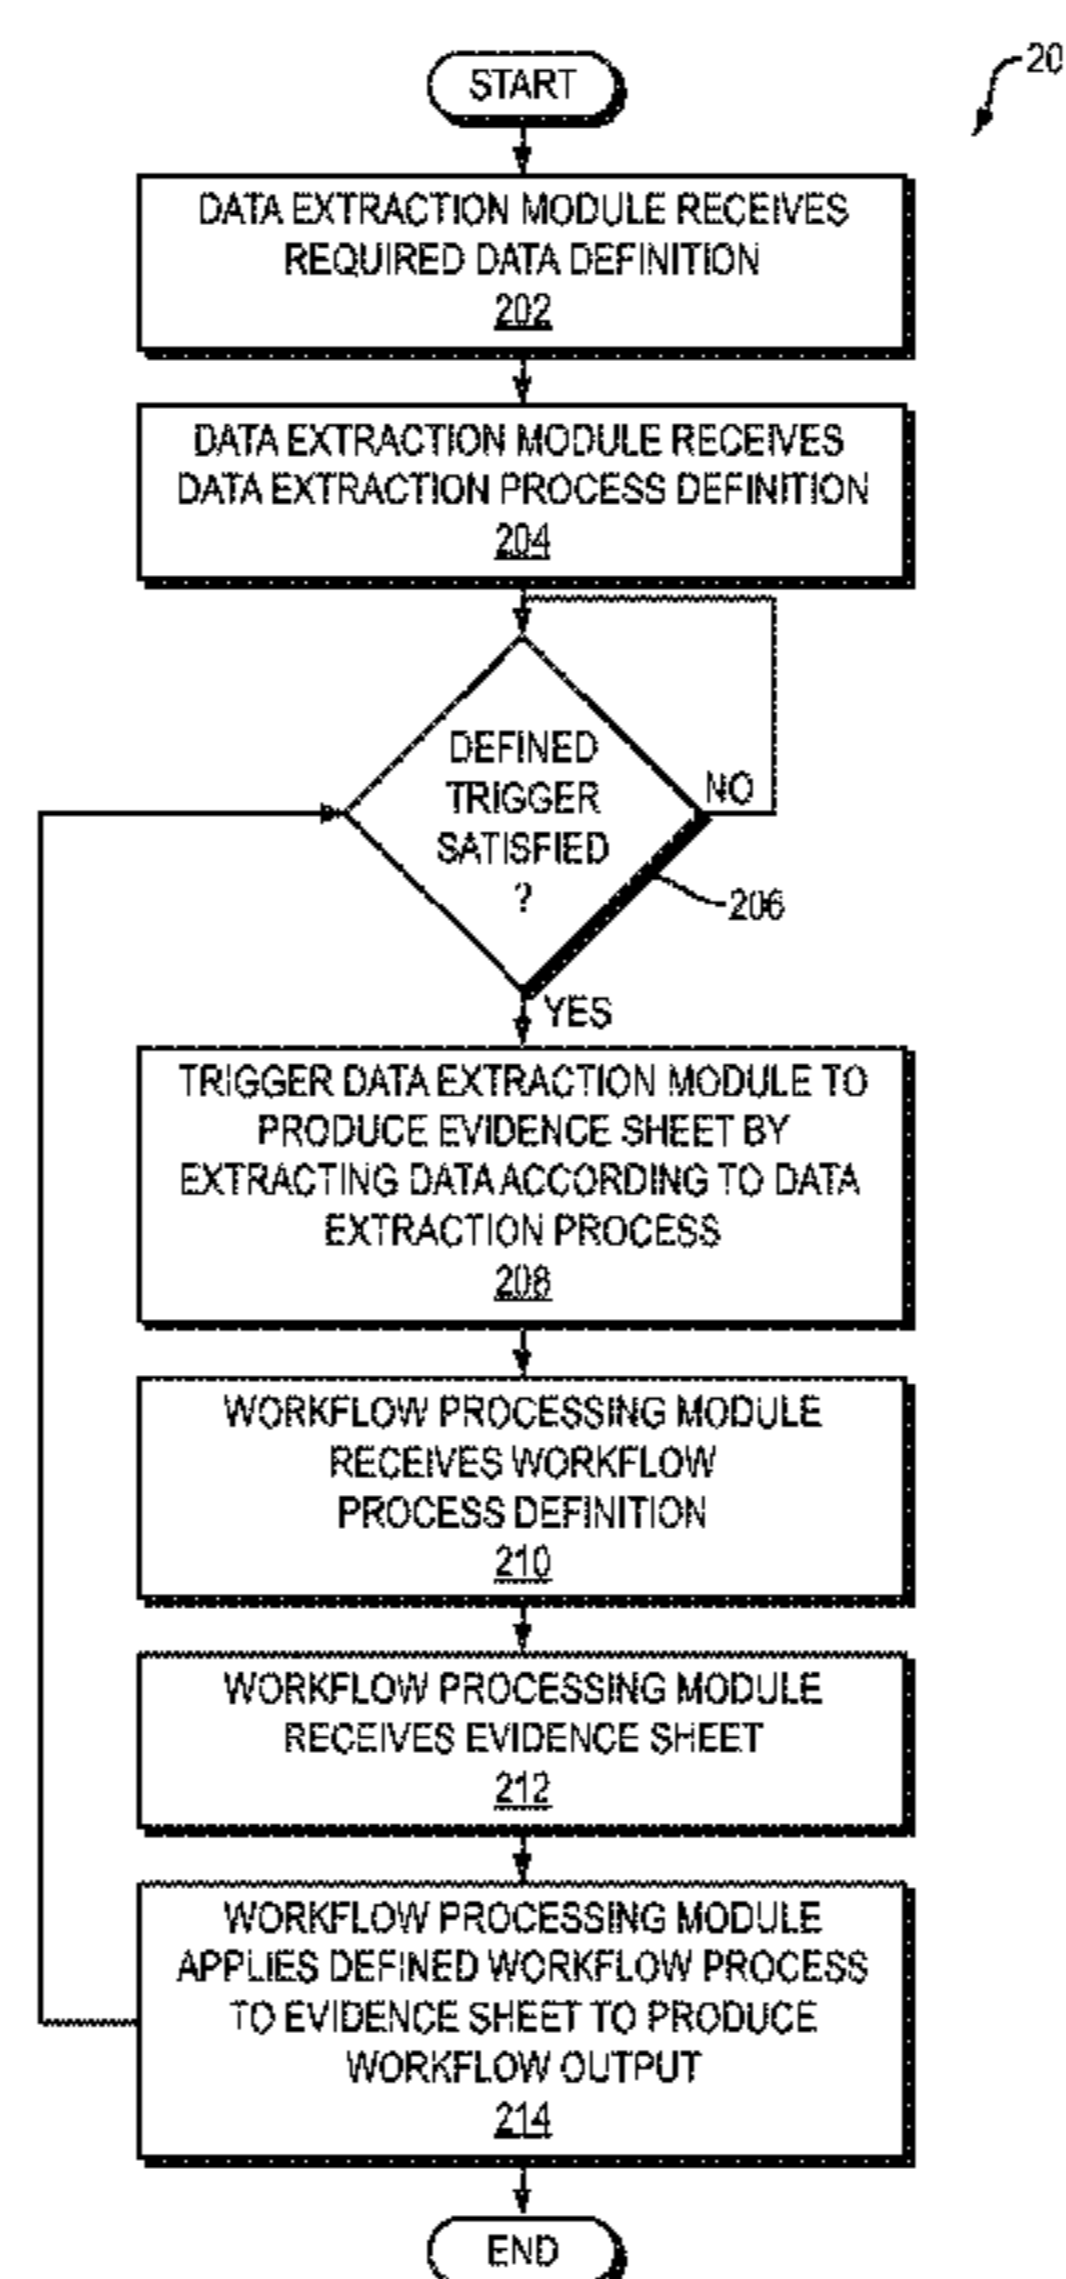 START
20
DATA EXTRACTION MODULE RECEIVES
REQUIRED DATA DEFINITION
202
DATA EXTRACTION MODULE RECEIVES
DATA EXTRACTION PROCESS DEFINITION
204
DEFINED
TRIGGER
SATISFIED
?
NO
206
YES
TRIGGER DATA EXTRACTION MODULE TO
PRODUCE EVIDENCE SHEET BY
EXTRACTING DATA ACCORDING TO DATA
EXTRACTION PROCESS
208
WORKFLOW PROCESSING MODULE
RECEIVES WORKFLOW
PROCESS DEFINITION
210
WORKFLOW PROCESSING MODULE
RECEIVES EVIDENCE SHEET
212
WORKFLOW PROCESSING MODULE
APPLIES DEFINED WORKFLOW PROCESS
TO EVIDENCE SHEET TO PRODUCE
WORKFLOW OUTPUT
214
END